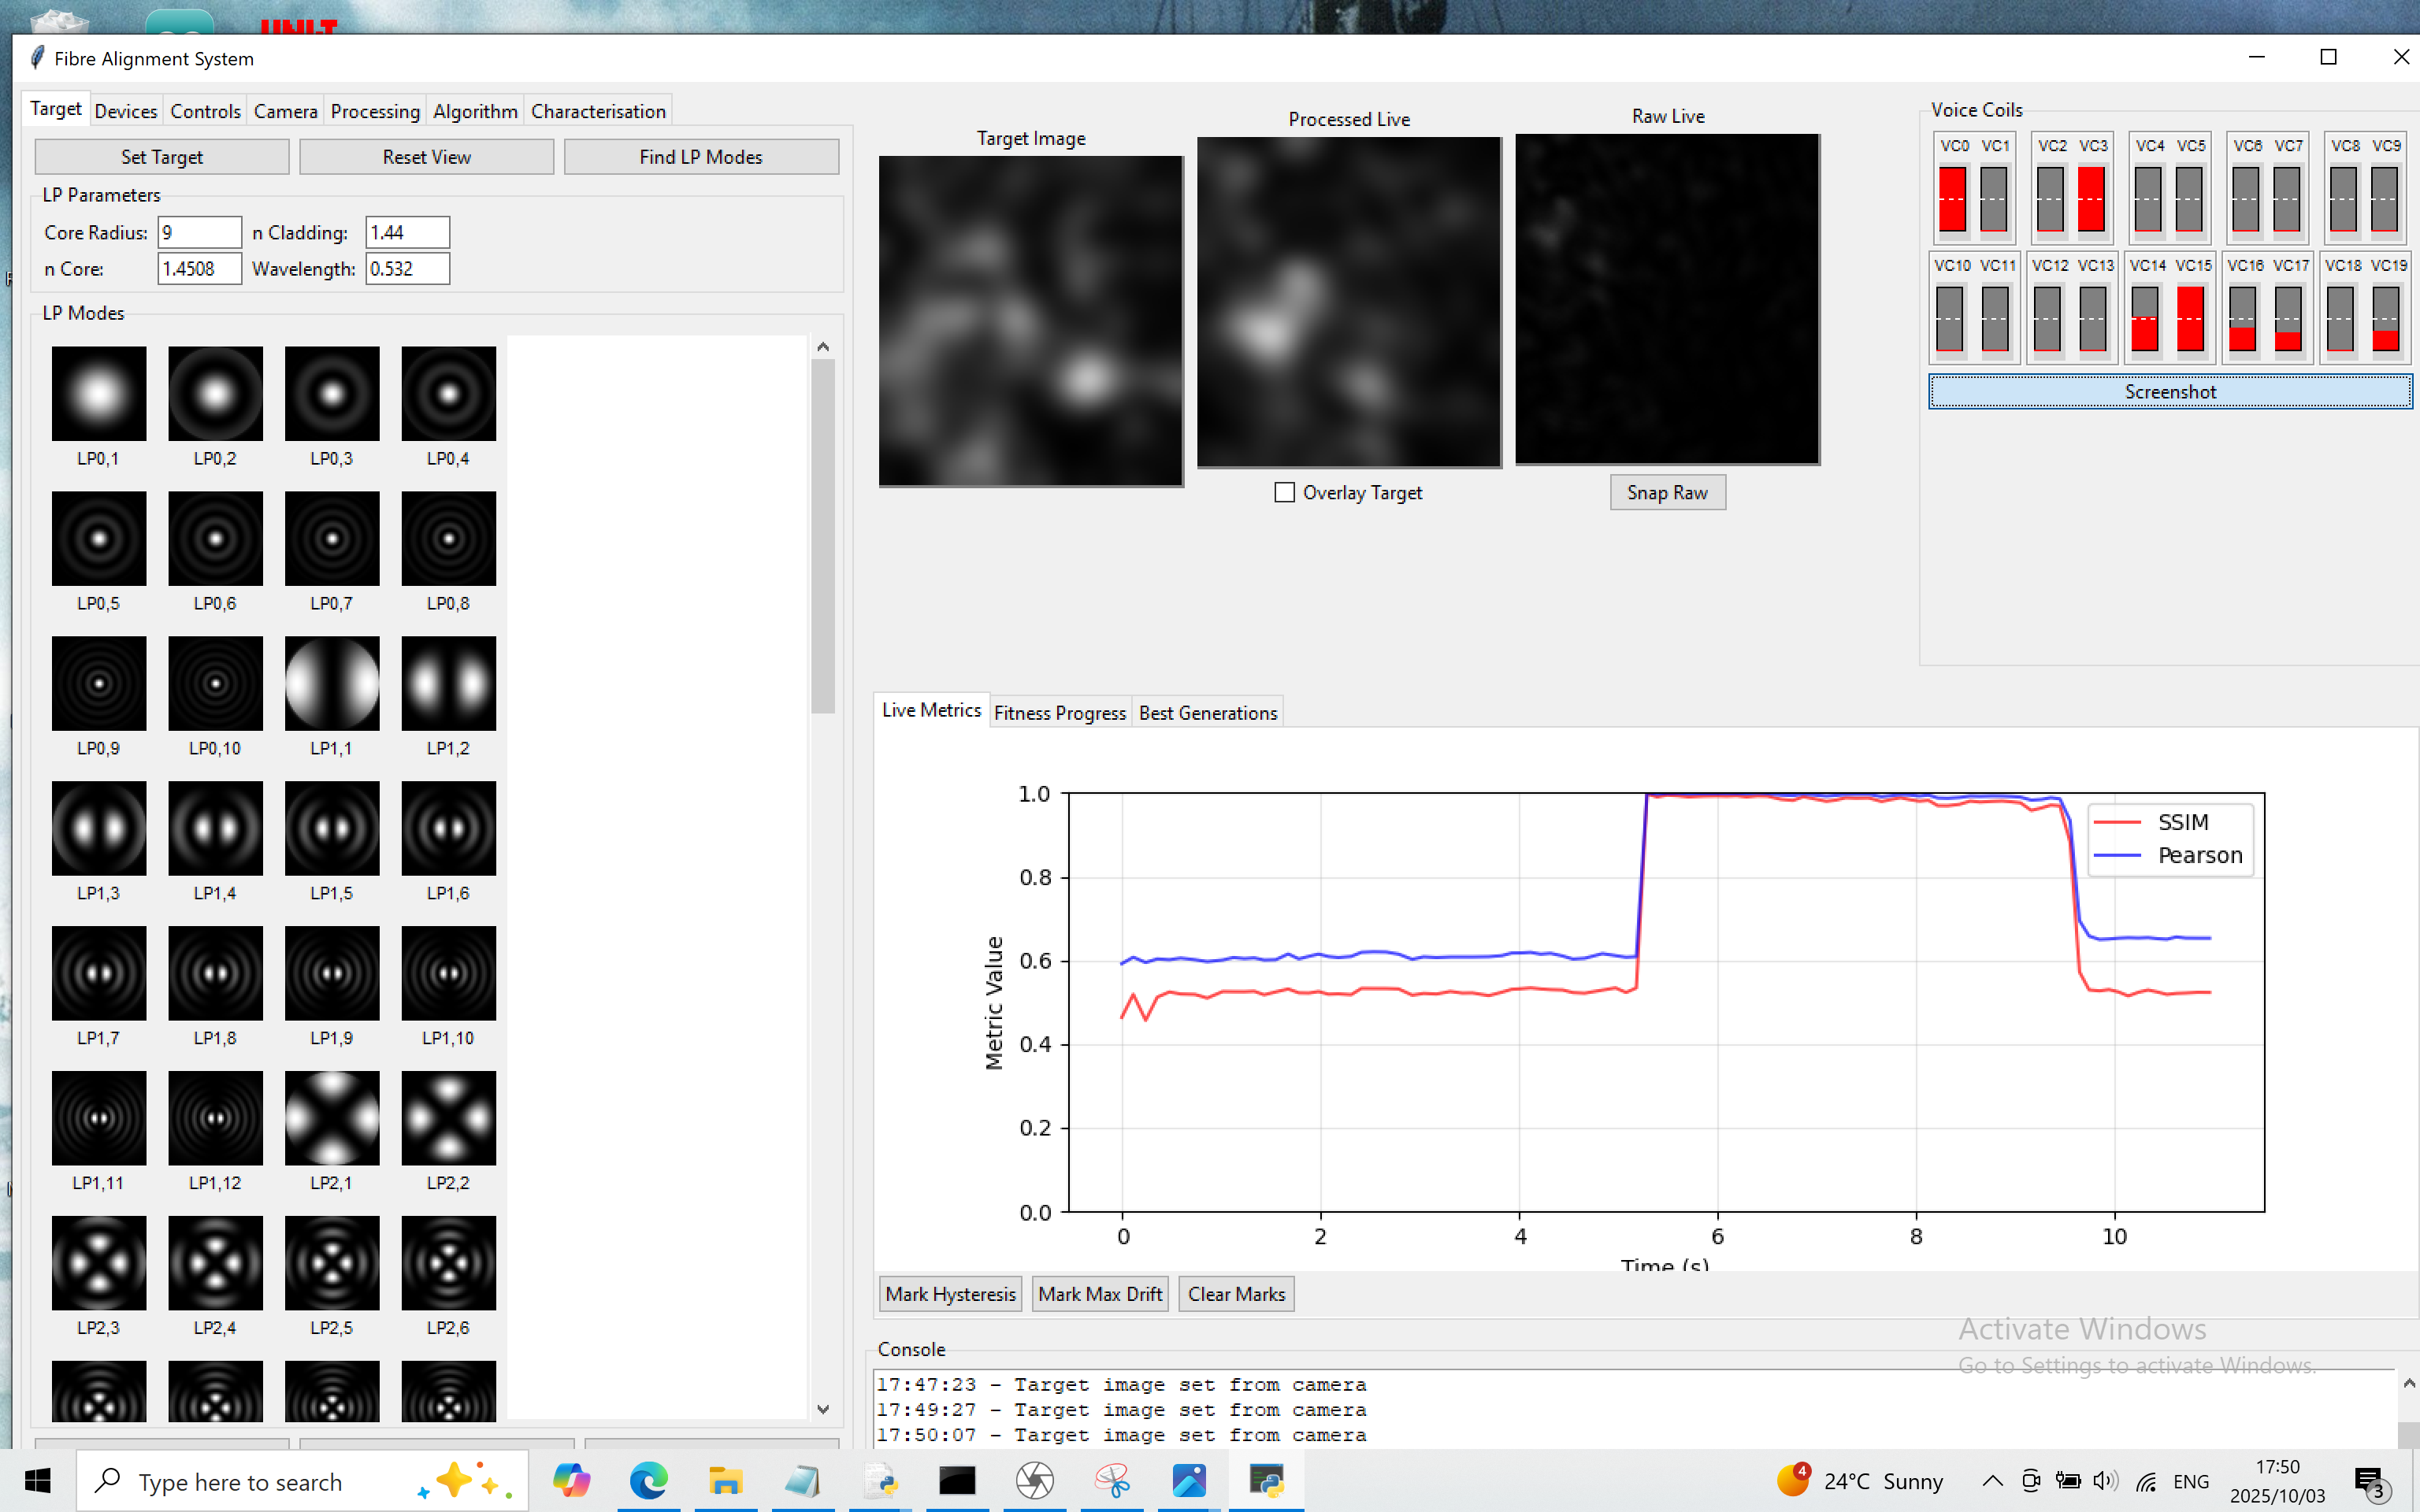 UNI-T
Fibre Alignment System
Target Devices Controls Camera Processing Algorithm Characterisation
Set Target Reset View Find LP Modes
LP Parameters
Core Radius: 9 n Cladding: 1.44
n Core: 1.4508 Wavelength: 0.532
LP Modes
LP0,1 LP0,2 LP0,3 LP0,4
LP0,5 LP0,6 LP0,7 LP0,8
LP0,9 LP0,10 LP1,1 LP1,2
LP1,3 LP1,4 LP1,5 LP1,6
LP1,7 LP1,8 LP1,9 LP1,10
LP1,11 LP1,12 LP2,1 LP2,2
LP2,3 LP2,4 LP2,5 LP2,6
Target Image
Processed Live
Raw Live
Overlay Target
Snap Raw
Voice Coils
VC0 VC1 VC2 VC3 VC4 VC5 VC6 VC7 VC8 VC9
VC10 VC11 VC12 VC13 VC14 VC15 VC16 VC17 VC18 VC19
Screenshot
Live Metrics Fitness Progress Best Generations
1.0
0.8
0.6
0.4
0.2
0.0
Metric Value
0 2 4 6 8 10
Time (s)
SSIM
Pearson
Mark Hysteresis Mark Max Drift Clear Marks
Console
17:47:23 - Target image set from camera
17:49:27 - Target image set from camera
17:50:07 - Target image set from camera
Activate Windows
Go to Settings to activate Windows.
Type here to search
4
24°C Sunny
ENG
17:50
2025/10/03
3